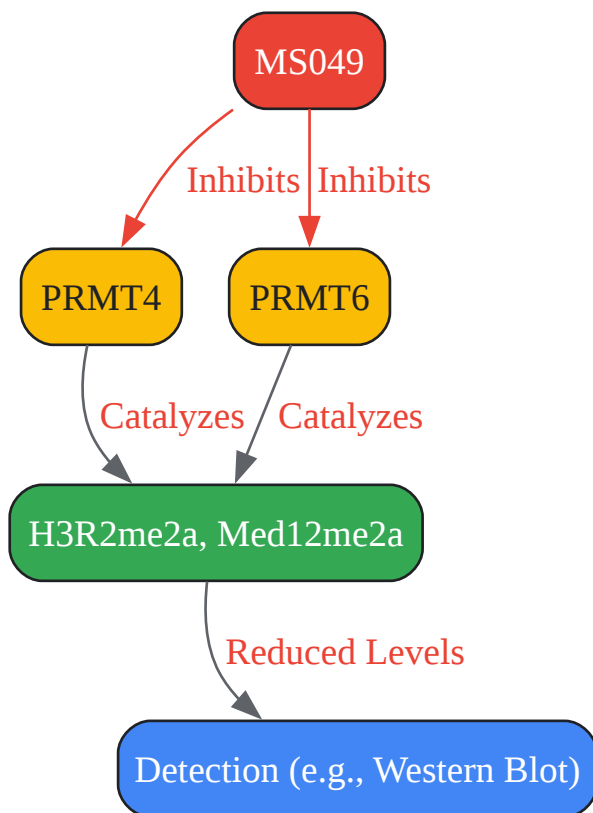 MS049
Inhibits
Inhibits
PRMT4
PRMT6
Catalyzes
Catalyzes
H3R2me2a, Med12me2a
Reduced Levels
Detection (e.g., Western Blot)